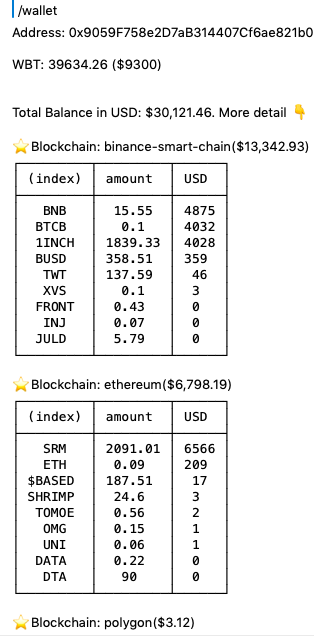 /wallet
Address: 0x9059F758e2D7aB314407Cf6ae821b0
WBT: 39634.26 ($9300)
Total Balance in USD: $30,121.46. More detail 👇
⭐Blockchain: binance-smart-chain($13,342.93)
(index) amount USD
BNB 15.55 4875
BTCB 0.1 4032
1INCH 1839.33 4028
BUSD 358.51 359
TWT 137.59 46
XVS 0.1 3
FRONT 0.43 0
INJ 0.07 0
JULD 5.79 0
⭐Blockchain: ethereum($6,798.19)
(index) amount USD
SRM 2091.01 6566
ETH 0.09 209
$BASED 187.51 17
SHRIMP 24.6 3
TOMOE 0.56 2
OMG 0.15 1
UNI 0.06 1
DATA 0.22 0
DTA 90 0
⭐Blockchain: polygon($3.12)